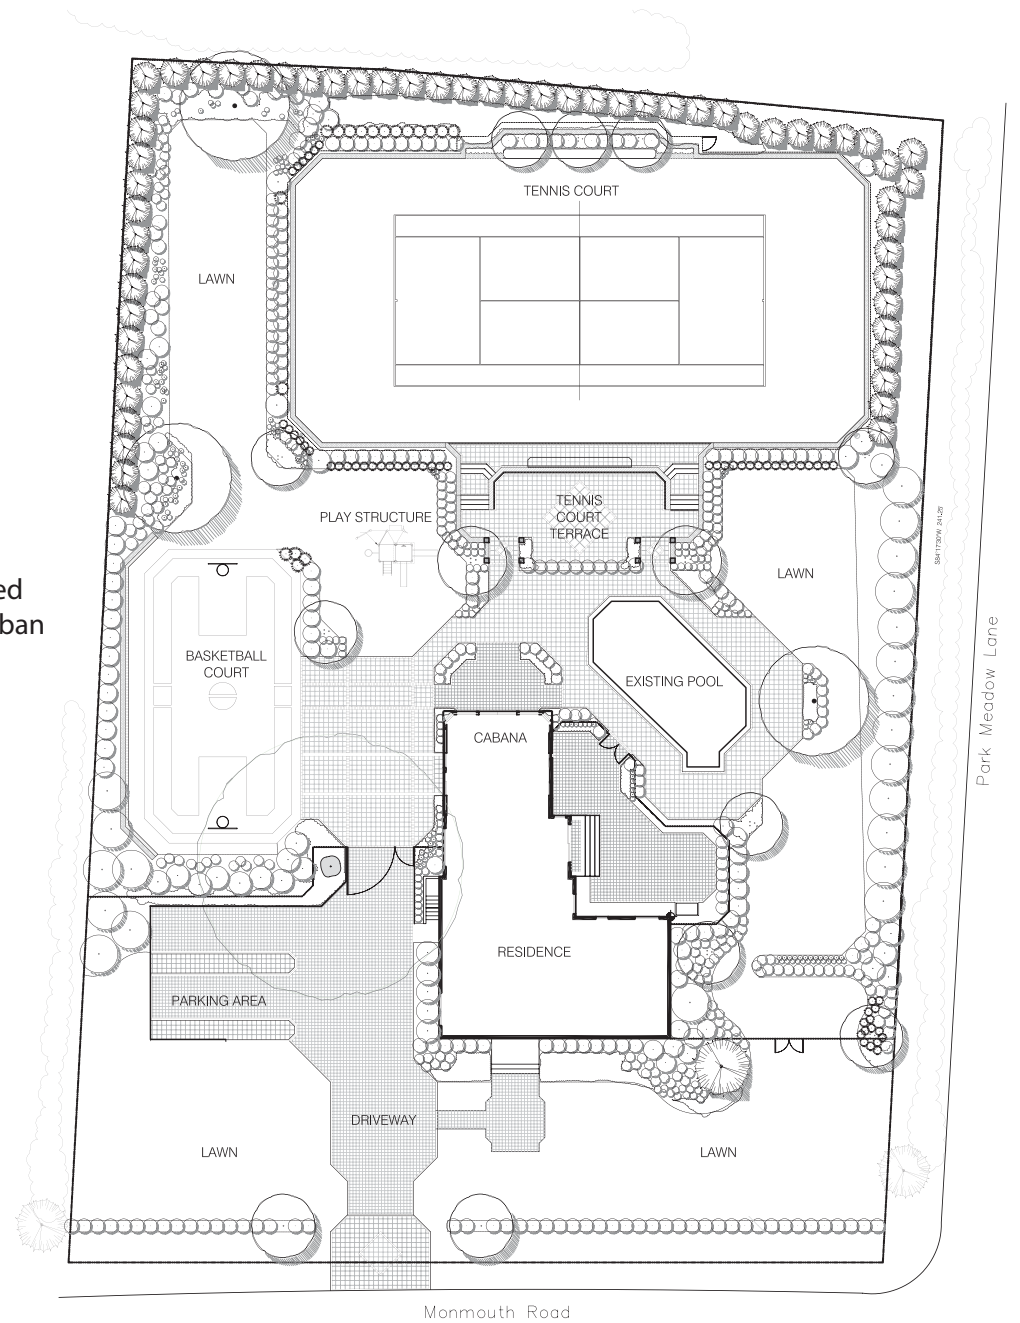 TENNIS COURT
LAWN
TENNIS
COURT
TERRACE
PLAY STRUCTURE
LAWN
ed
ban
BASKETBALL
COURT
EXISTING POOL
CABANA
Park Meadow Lane
RESIDENCE
PARKING AREA
DRIVEWAY
LAWN
LAWN
Monmouth Road